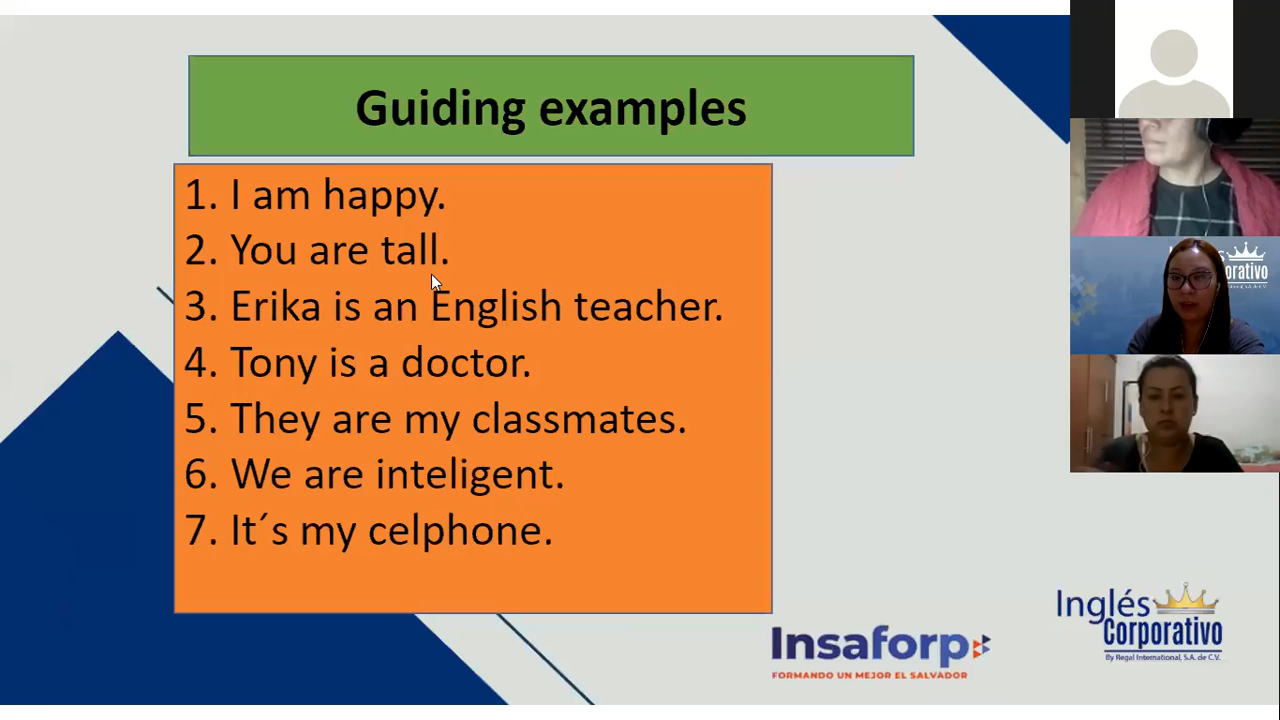 Guiding examples
1. I am happy.
2. You are tall.
3. Erika is an English teacher.
4. Tony is a doctor.
5. They are my classmates.
6. We are inteligent.
7. It´s my celphone.
Insaforp
FORMANDO UN MEJOR EL SALVADOR
Inglés
Corporativo
By Regal International, S.A. de C.V.